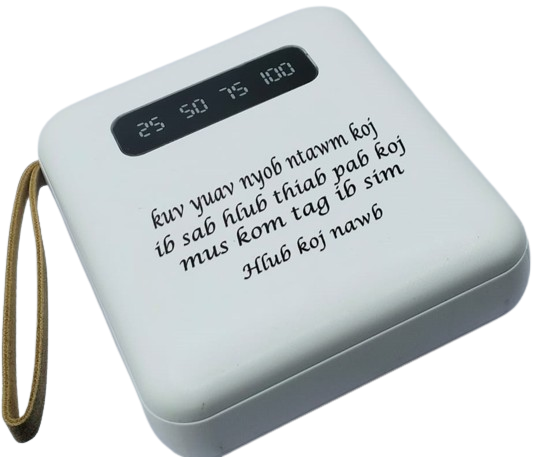 25 50 75 100
kuv yuav nyob ntawm koj
ib sab hlub thiab pab koj
mus kom tag ib sim
Hlub koj nawb